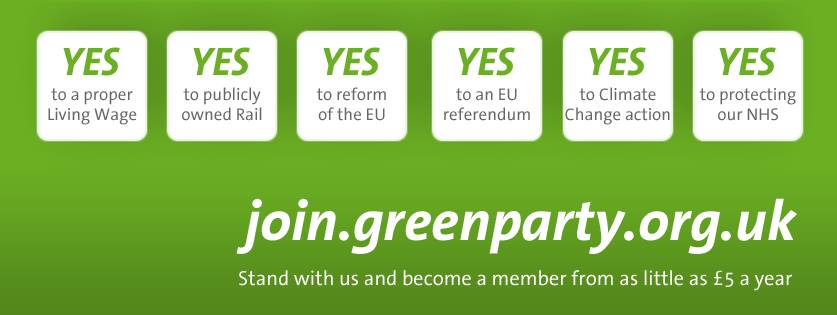 YES
to a proper
Living Wage
YES
to publicly
owned Rail
YES
to reform
of the EU
YES
to an EU
referendum
YES
to Climate
Change action
YES
to protecting
our NHS
join.greenparty.org.uk
Stand with us and become a member from as little as £5 a year